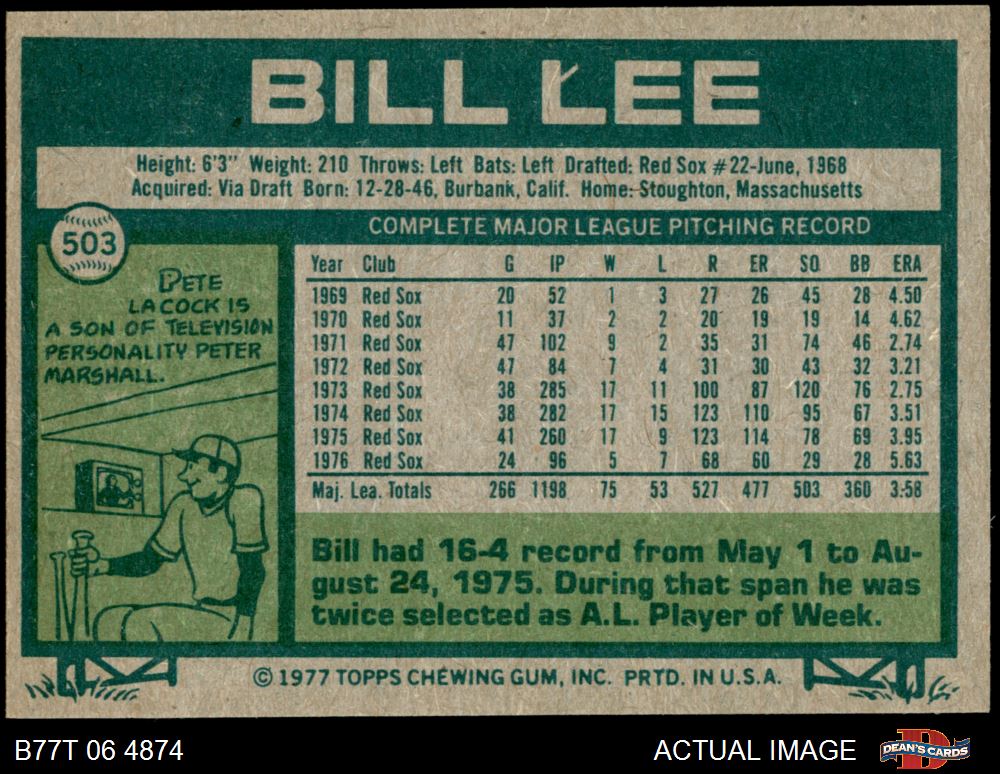 BILL LEE
Height: 6'3" Weight: 210 Throws: Left Bats: Left Drafted: Red Sox #22-June, 1968
Acquired: Via Draft Born: 12-28-46, Burbank, Calif. Home: Stoughton, Massachusetts
503
PETE
LACOCK IS
A SON OF TELEVISION
PERSONALITY PETER
MARSHALL.
COMPLETE MAJOR LEAGUE PITCHING RECORD
Year Club G IP W L R ER SO BB ERA
1969 Red Sox 20 52 1 3 27 26 45 28 4.50
1970 Red Sox 11 37 2 2 20 19 19 14 4.62
1971 Red Sox 47 102 9 2 35 31 74 46 2.74
1972 Red Sox 47 84 7 4 31 30 43 32 3.21
1973 Red Sox 38 285 17 11 100 87 120 76 2.75
1974 Red Sox 38 282 17 15 123 110 95 67 3.51
1975 Red Sox 41 260 17 9 123 114 78 69 3.95
1976 Red Sox 24 96 5 7 68 60 29 28 5.63
Maj. Lea. Totals 266 1198 75 53 527 477 503 360 3.58
Bill had 16-4 record from May 1 to Au-
gust 24, 1975. During that span he was
twice selected as A.L. Player of Week.
© 1977 TOPPS CHEWING GUM, INC. PRTD. IN U.S.A.
B77T 06 4874
ACTUAL IMAGE
DEAN'S CARDS